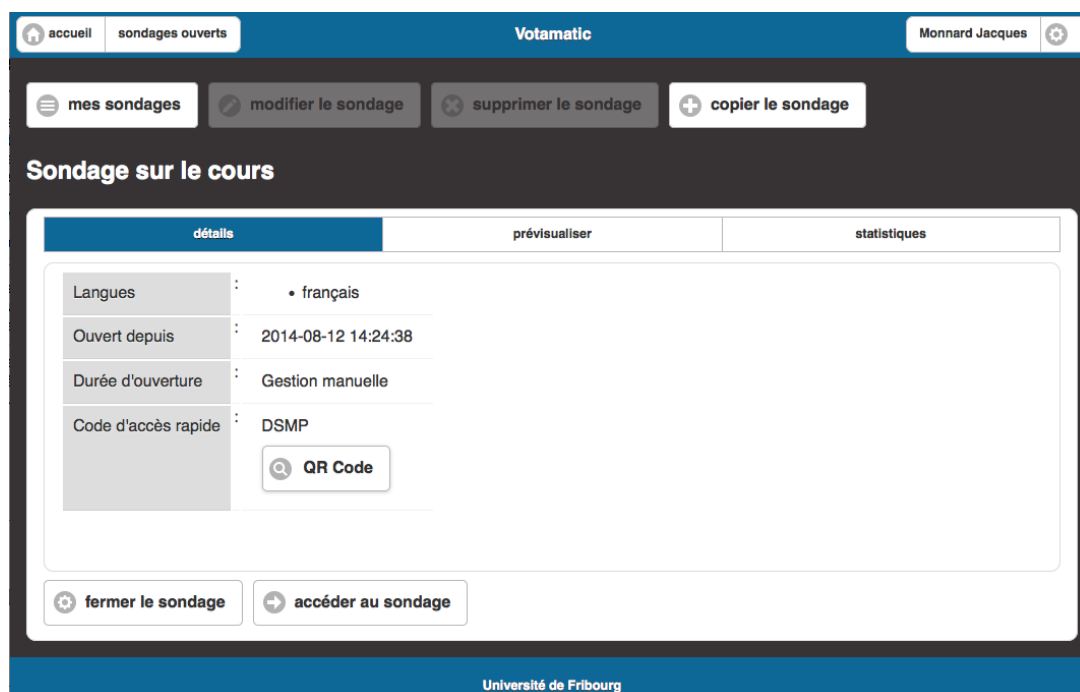 accueil sondages ouverts Votamatic Monnard Jacques
mes sondages modifier le sondage supprimer le sondage copier le sondage
Sondage sur le cours
détails prévisualiser statistiques
Langues : • français
Ouvert depuis : 2014-08-12 14:24:38
Durée d'ouverture : Gestion manuelle
Code d'accès rapide : DSMP
QR Code
fermer le sondage accéder au sondage
Université de Fribourg